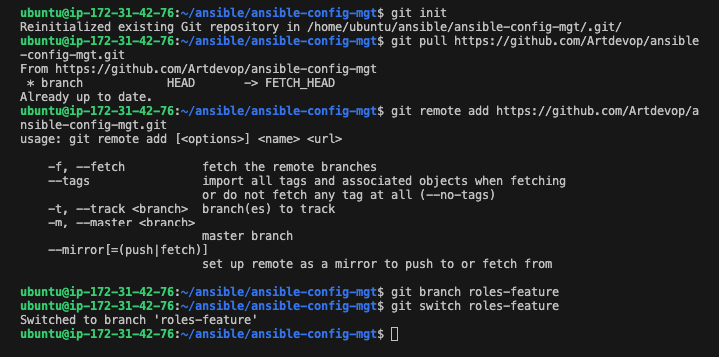 ubuntu@ip-172-31-42-76:~/ansible/ansible-config-mgt$ git init
Reinitialized existing Git repository in /home/ubuntu/ansible/ansible-config-mgt/.git/
ubuntu@ip-172-31-42-76:~/ansible/ansible-config-mgt$ git pull https://github.com/Artdevop/ansible
-config-mgt.git
From https://github.com/Artdevop/ansible-config-mgt
 * branch            HEAD       -> FETCH_HEAD
Already up to date.
ubuntu@ip-172-31-42-76:~/ansible/ansible-config-mgt$ git remote add https://github.com/Artdevop/a
nsible-config-mgt.git
usage: git remote add [<options>] <name> <url>

    -f, --fetch           fetch the remote branches
    --tags                import all tags and associated objects when fetching
                          or do not fetch any tag at all (--no-tags)
    -t, --track <branch>  branch(es) to track
    -m, --master <branch>
                          master branch
    --mirror[=(push|fetch)]
                          set up remote as a mirror to push to or fetch from

ubuntu@ip-172-31-42-76:~/ansible/ansible-config-mgt$ git branch roles-feature
ubuntu@ip-172-31-42-76:~/ansible/ansible-config-mgt$ git switch roles-feature
Switched to branch 'roles-feature'
ubuntu@ip-172-31-42-76:~/ansible/ansible-config-mgt$